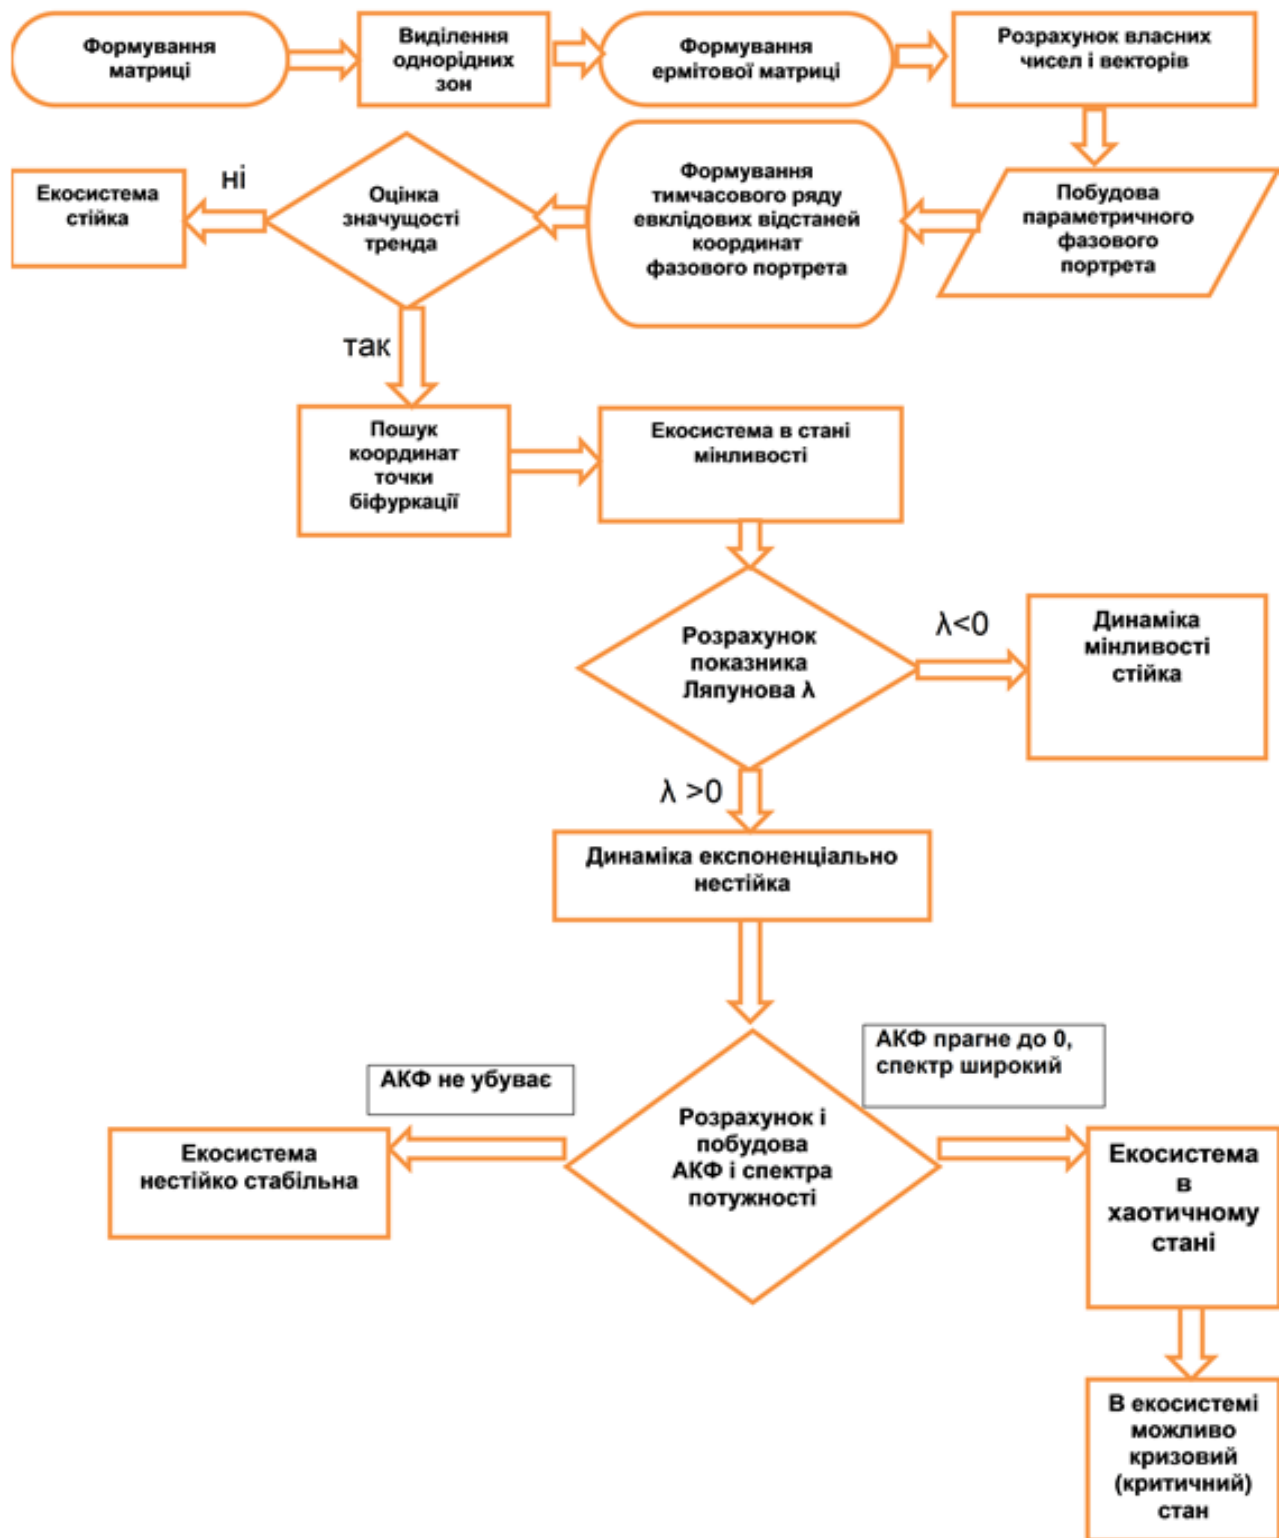 Формування
матриці
Виділення
однорідних
зон
Формування
ермітової матриці
Розрахунок власних
чисел і векторів
Побудова
параметричного
фазового
портрета
Формування
тимчасового ряду
евклідових відстаней
координат
фазового портрета
Оцінка
значущості
тренда
ні
Екосистема
стійка
так
Пошук
координат
точки
біфуркації
Екосистема в стані
мінливості
Розрахунок
показника
Ляпунова λ
λ<0
Динаміка
мінливості
стійка
λ >0
Динаміка експоненціально
нестійка
Розрахунок і
побудова
АКФ і спектра
потужності
АКФ не убуває
Екосистема
нестійко стабільна
АКФ прагне до 0,
спектр широкий
Екосистема
в
хаотичному
стані
В екосистемі
можливо
кризовий
(критичний)
стан